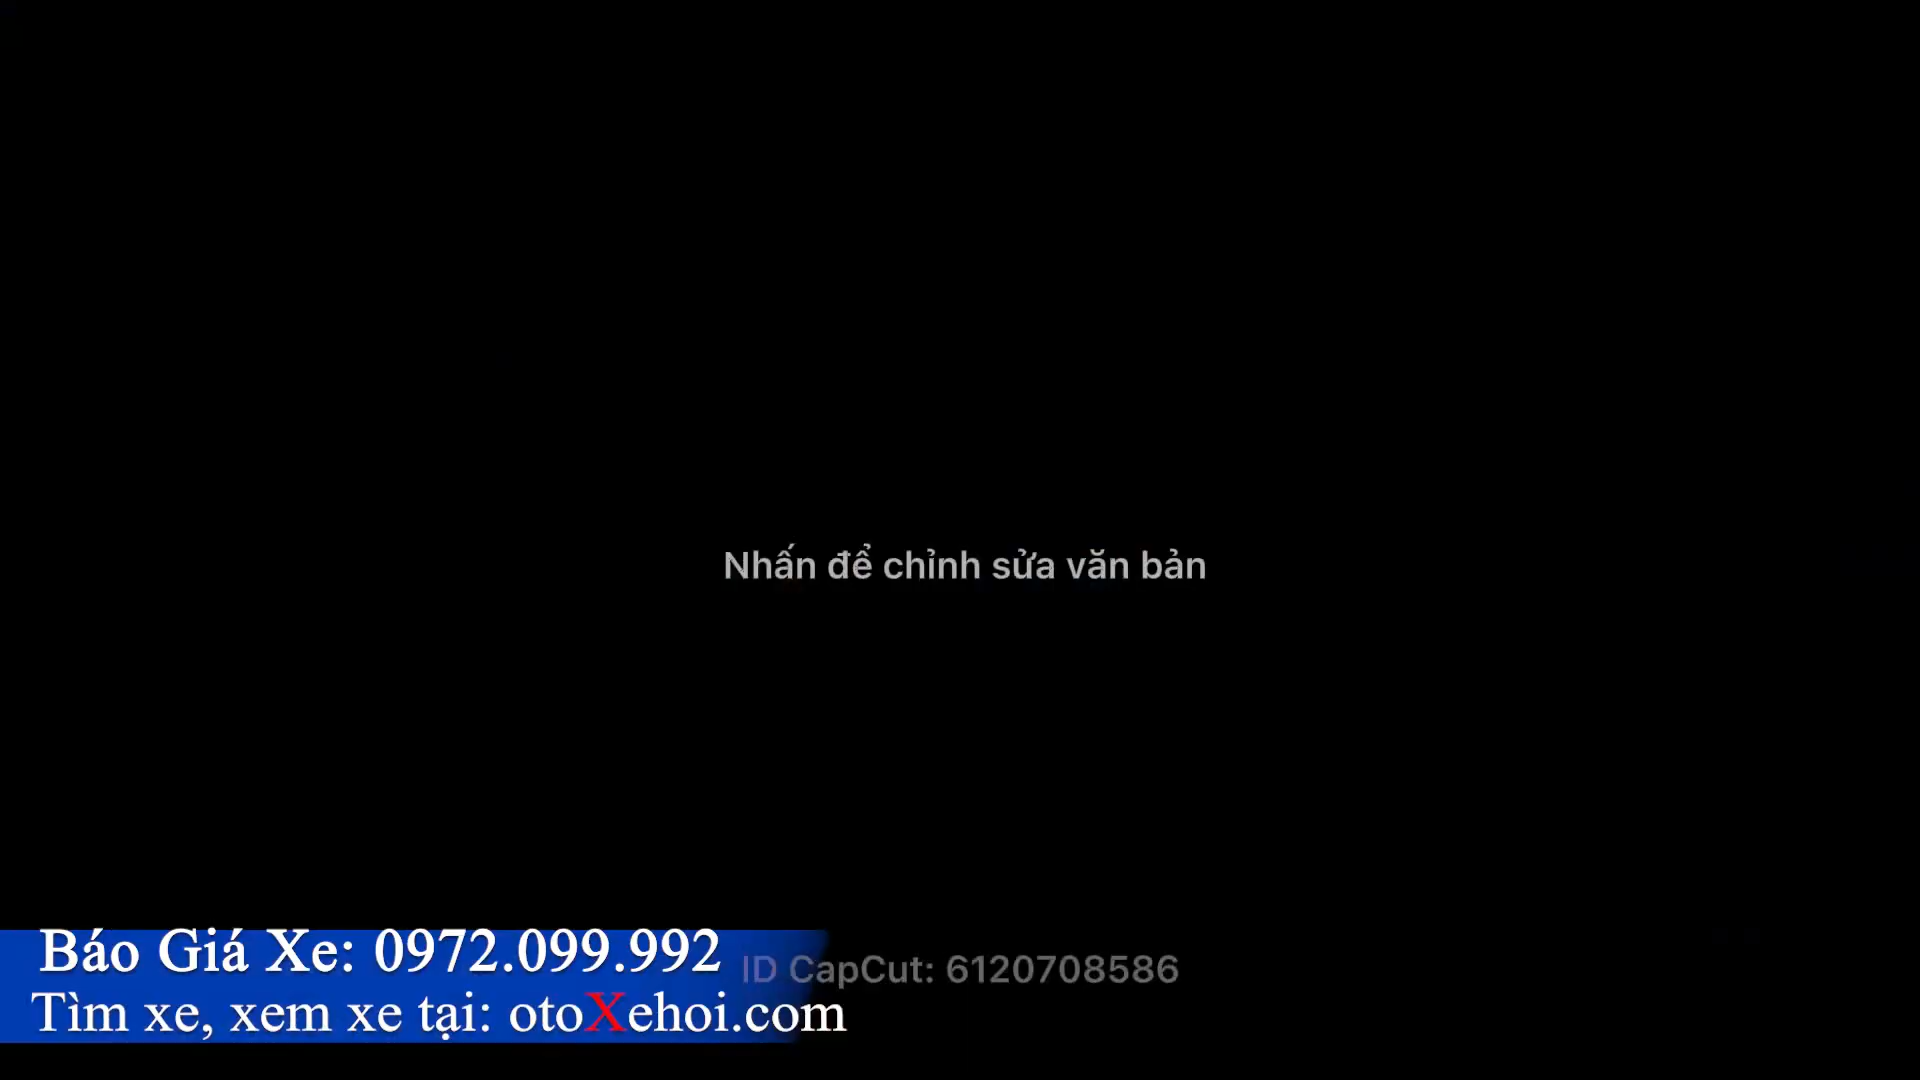 Nhấn để chỉnh sửa văn bản
Báo Giá Xe: 0972.099.992
ID CapCut: 6120708586
Tìm xe, xem xe tại: otoXehoi.com